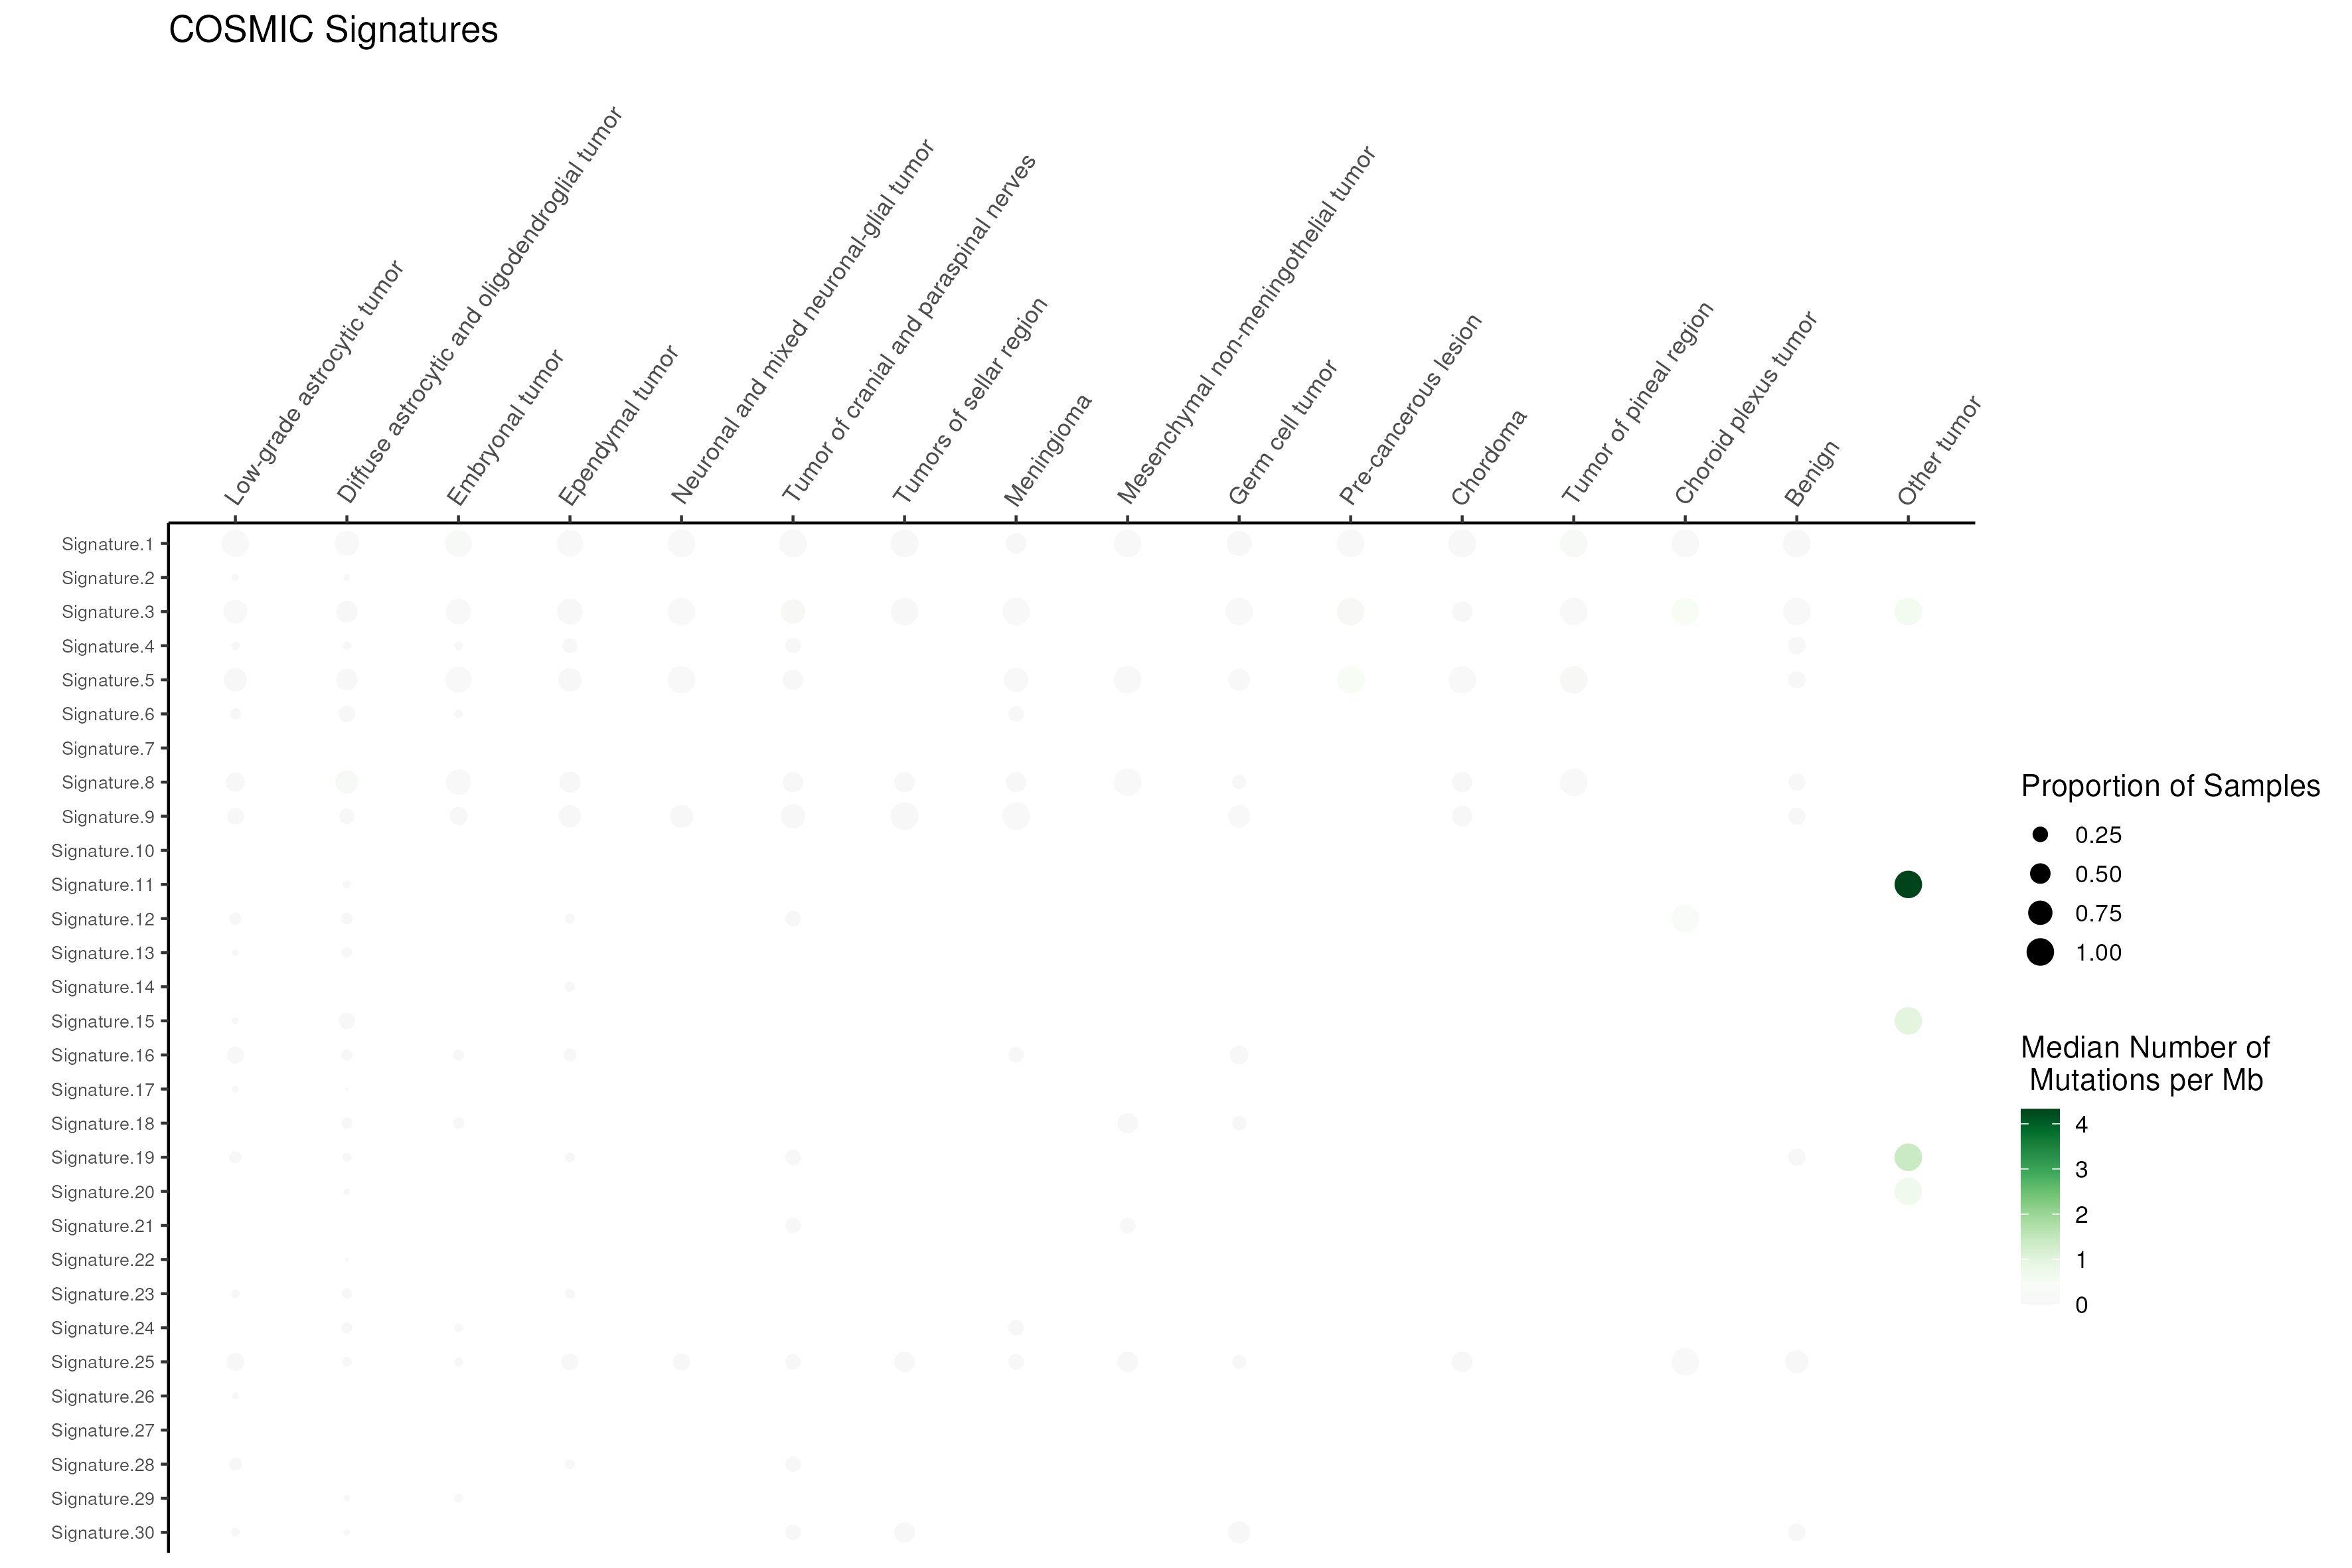 COSMIC Signatures
Low-grade astrocytic tumor
Diffuse astrocytic and oligodendroglial tumor
Embryonal tumor
Ependymal tumor
Neuronal and mixed neuronal-glial tumor
Tumor of cranial and paraspinal nerves
Tumors of sellar region
Meningioma
Mesenchymal non-meningothelial tumor
Germ cell tumor
Pre-cancerous lesion
Chordoma
Tumor of pineal region
Choroid plexus tumor
Benign
Other tumor
Signature.1
Signature.2
Signature.3
Signature.4
Signature.5
Signature.6
Signature.7
Signature.8
Signature.9
Signature.10
Signature.11
Signature.12
Signature.13
Signature.14
Signature.15
Signature.16
Signature.17
Signature.18
Signature.19
Signature.20
Signature.21
Signature.22
Signature.23
Signature.24
Signature.25
Signature.26
Signature.27
Signature.28
Signature.29
Signature.30
Proportion of Samples
0.25
0.50
0.75
1.00
Median Number of
Mutations per Mb
4
3
2
1
0